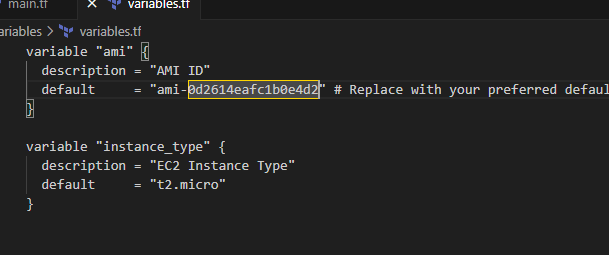 main.tf
variables.tf
ariables > variables.tf
variable "ami" {
description = "AMI ID"
default = "ami-0d2614eafc1b0e4d2" # Replace with your preferred defaul
}
variable "instance_type" {
description = "EC2 Instance Type"
default = "t2.micro"
}